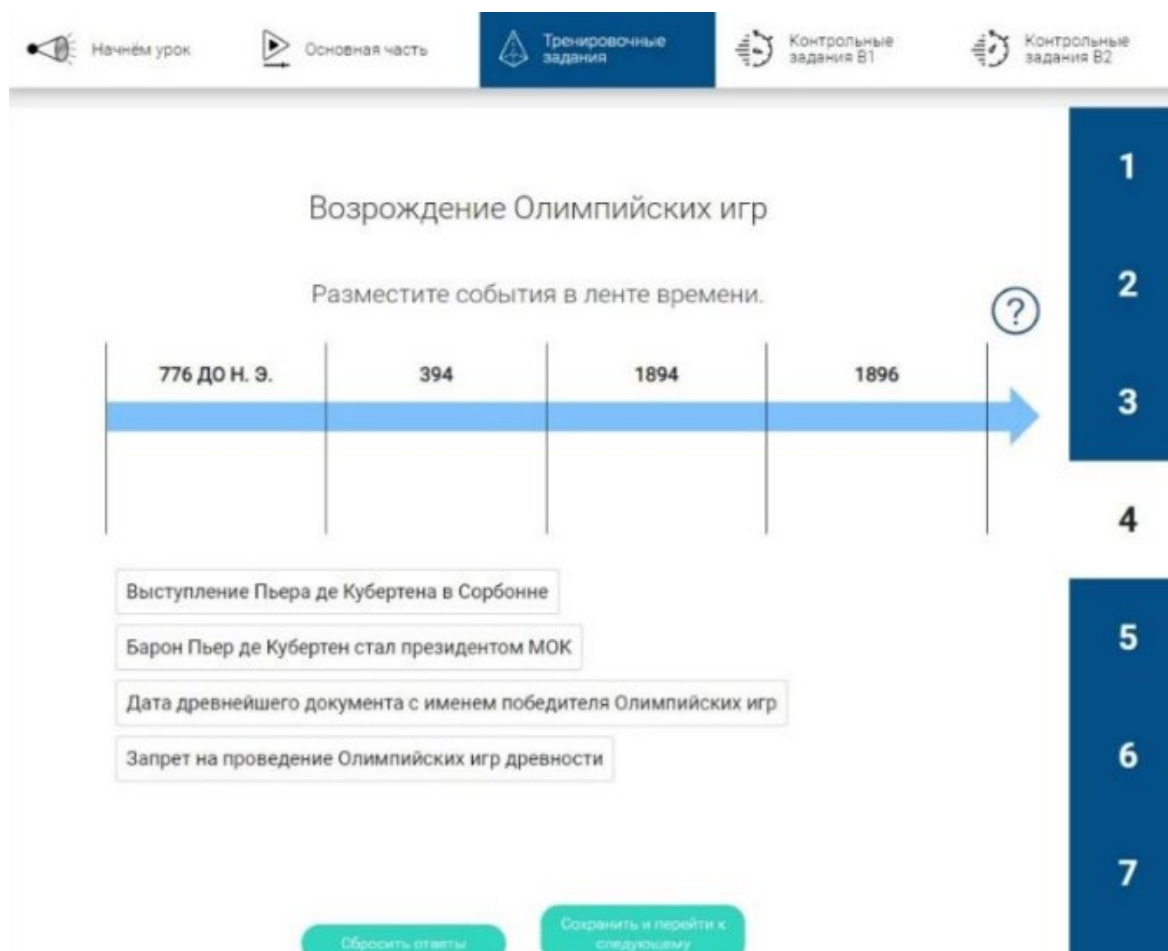 Начнём урок
Основная часть
Тренировочные
задания
Контрольные
задания В1
Контрольные
задания В2
1
2
3
4
5
6
7
Возрождение Олимпийских игр
Разместите события в ленте времени.
?
776 ДО Н. Э.
394
1894
1896
Выступление Пьера де Кубертена в Сорбонне
Барон Пьер де Кубертен стал президентом МОК
Дата древнейшего документа с именем победителя Олимпийских игр
Запрет на проведение Олимпийских игр древности
Сбросить ответы
Сохранить и перейти к
следующему